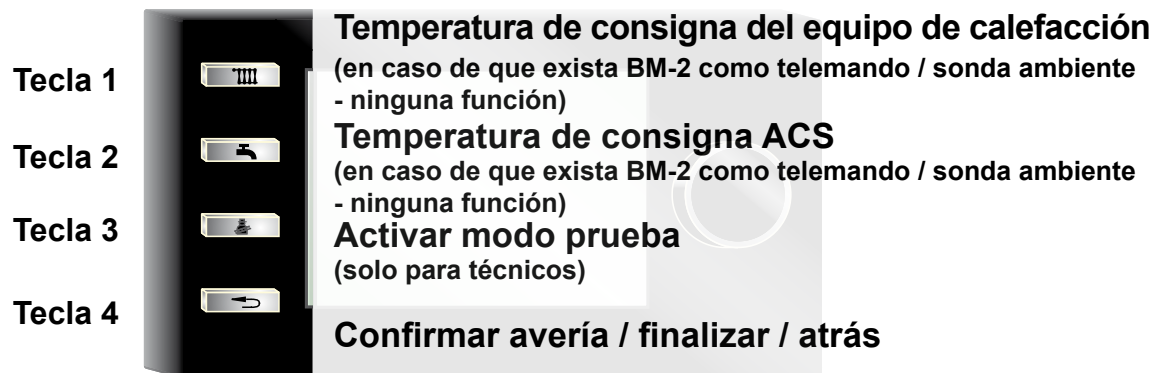 Temperatura de consigna del equipo de calefacción
Tecla 1
(en caso de que exista BM-2 como telemando / sonda ambiente
- ninguna función)
Temperatura de consigna ACS
Tecla 2
(en caso de que exista BM-2 como telemando / sonda ambiente
- ninguna función)
Tecla 3
Activar modo prueba
(solo para técnicos)
Tecla 4
Confirmar avería / finalizar / atrás